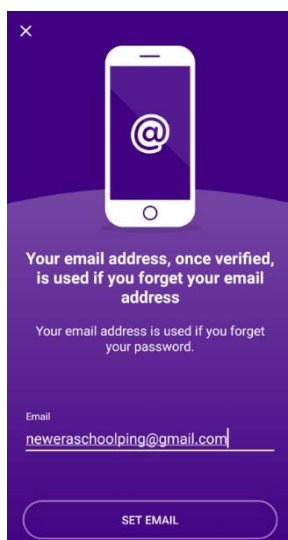 @
Your email address, once verified,
is used if you forget your email
address
Your email address is used if you forget
your password.
Email
neweraschoolping@gmail.com
SET EMAIL